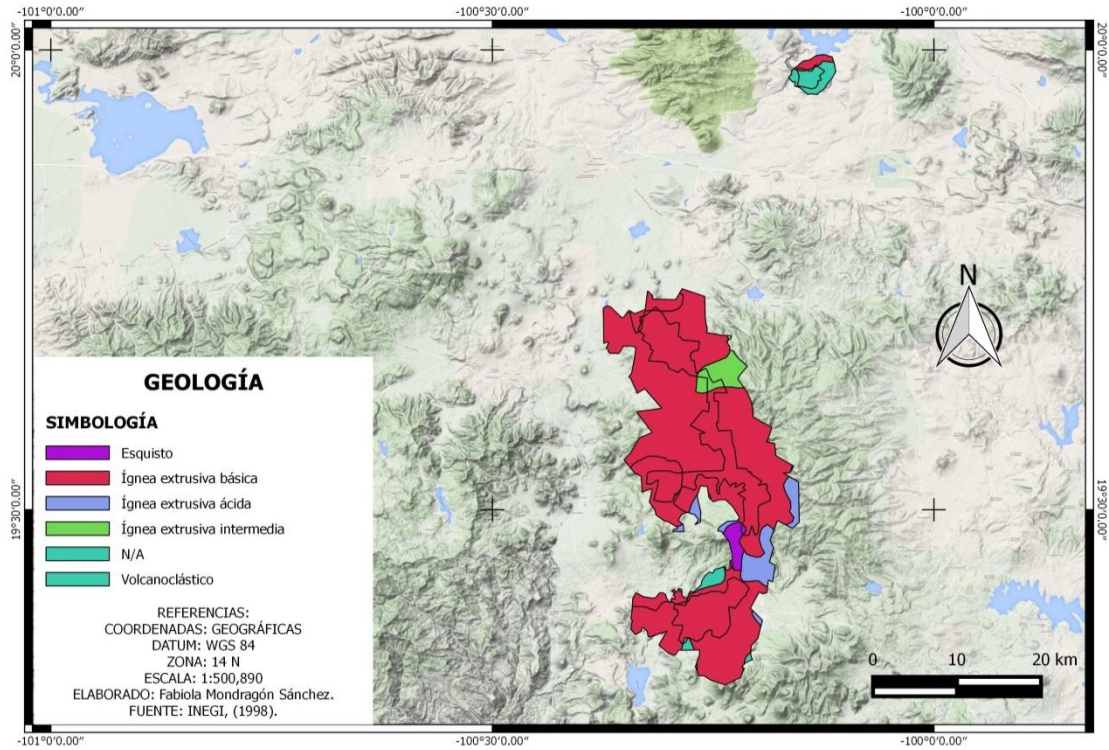 -101°0'0.00"
-100°30'0.00"
-100°0'0.00"
20°0'0.00"
20°0'0.00"
N
GEOLOGÍA
SIMBOLOGÍA
Esquisto
Ígnea extrusiva básica
Ígnea extrusiva ácida
Ígnea extrusiva intermedia
N/A
Volcanoclástico
REFERENCIAS:
COORDENADAS: GEOGRÁFICAS
DATUM: WGS 84
ZONA: 14 N
ESCALA: 1:500,890
ELABORADO: Fabiola Mondragón Sánchez.
FUENTE: INEGI, (1998).
19°30'0.00"
19°30'0.00"
0 10 20 km
-101°0'0.00"
-100°30'0.00"
-100°0'0.00"